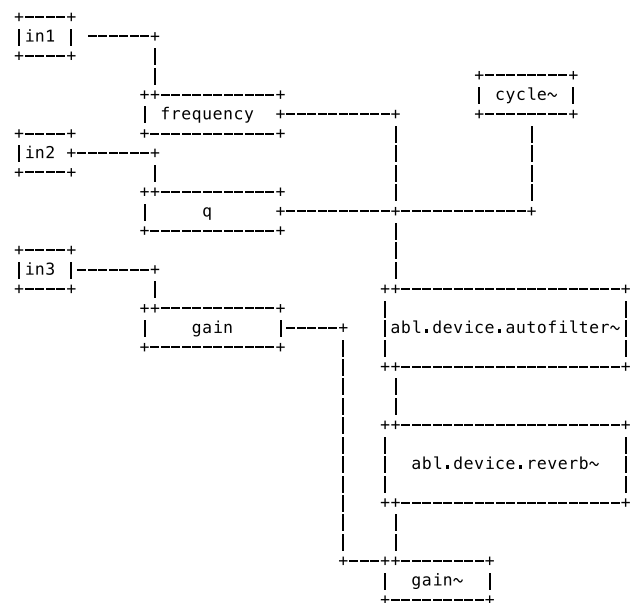 in1
cycle~
frequency
in2
q
in3
gain
abl.device.autofilter~
abl.device.reverb~
gain~